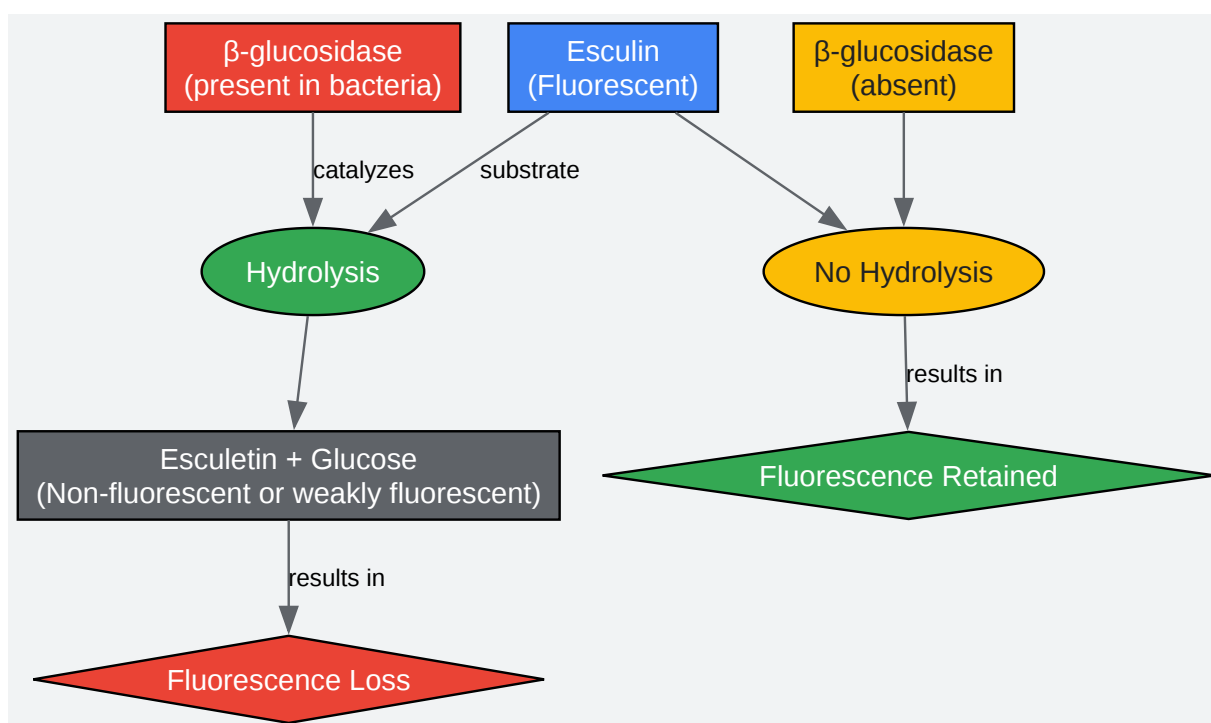 β-glucosidase
(present in bacteria)
Esculin
(Fluorescent)
β-glucosidase
(absent)
catalyzes
substrate
Hydrolysis
No Hydrolysis
results in
Esculetin + Glucose
(Non-fluorescent or weakly fluorescent)
Fluorescence Retained
results in
Fluorescence Loss